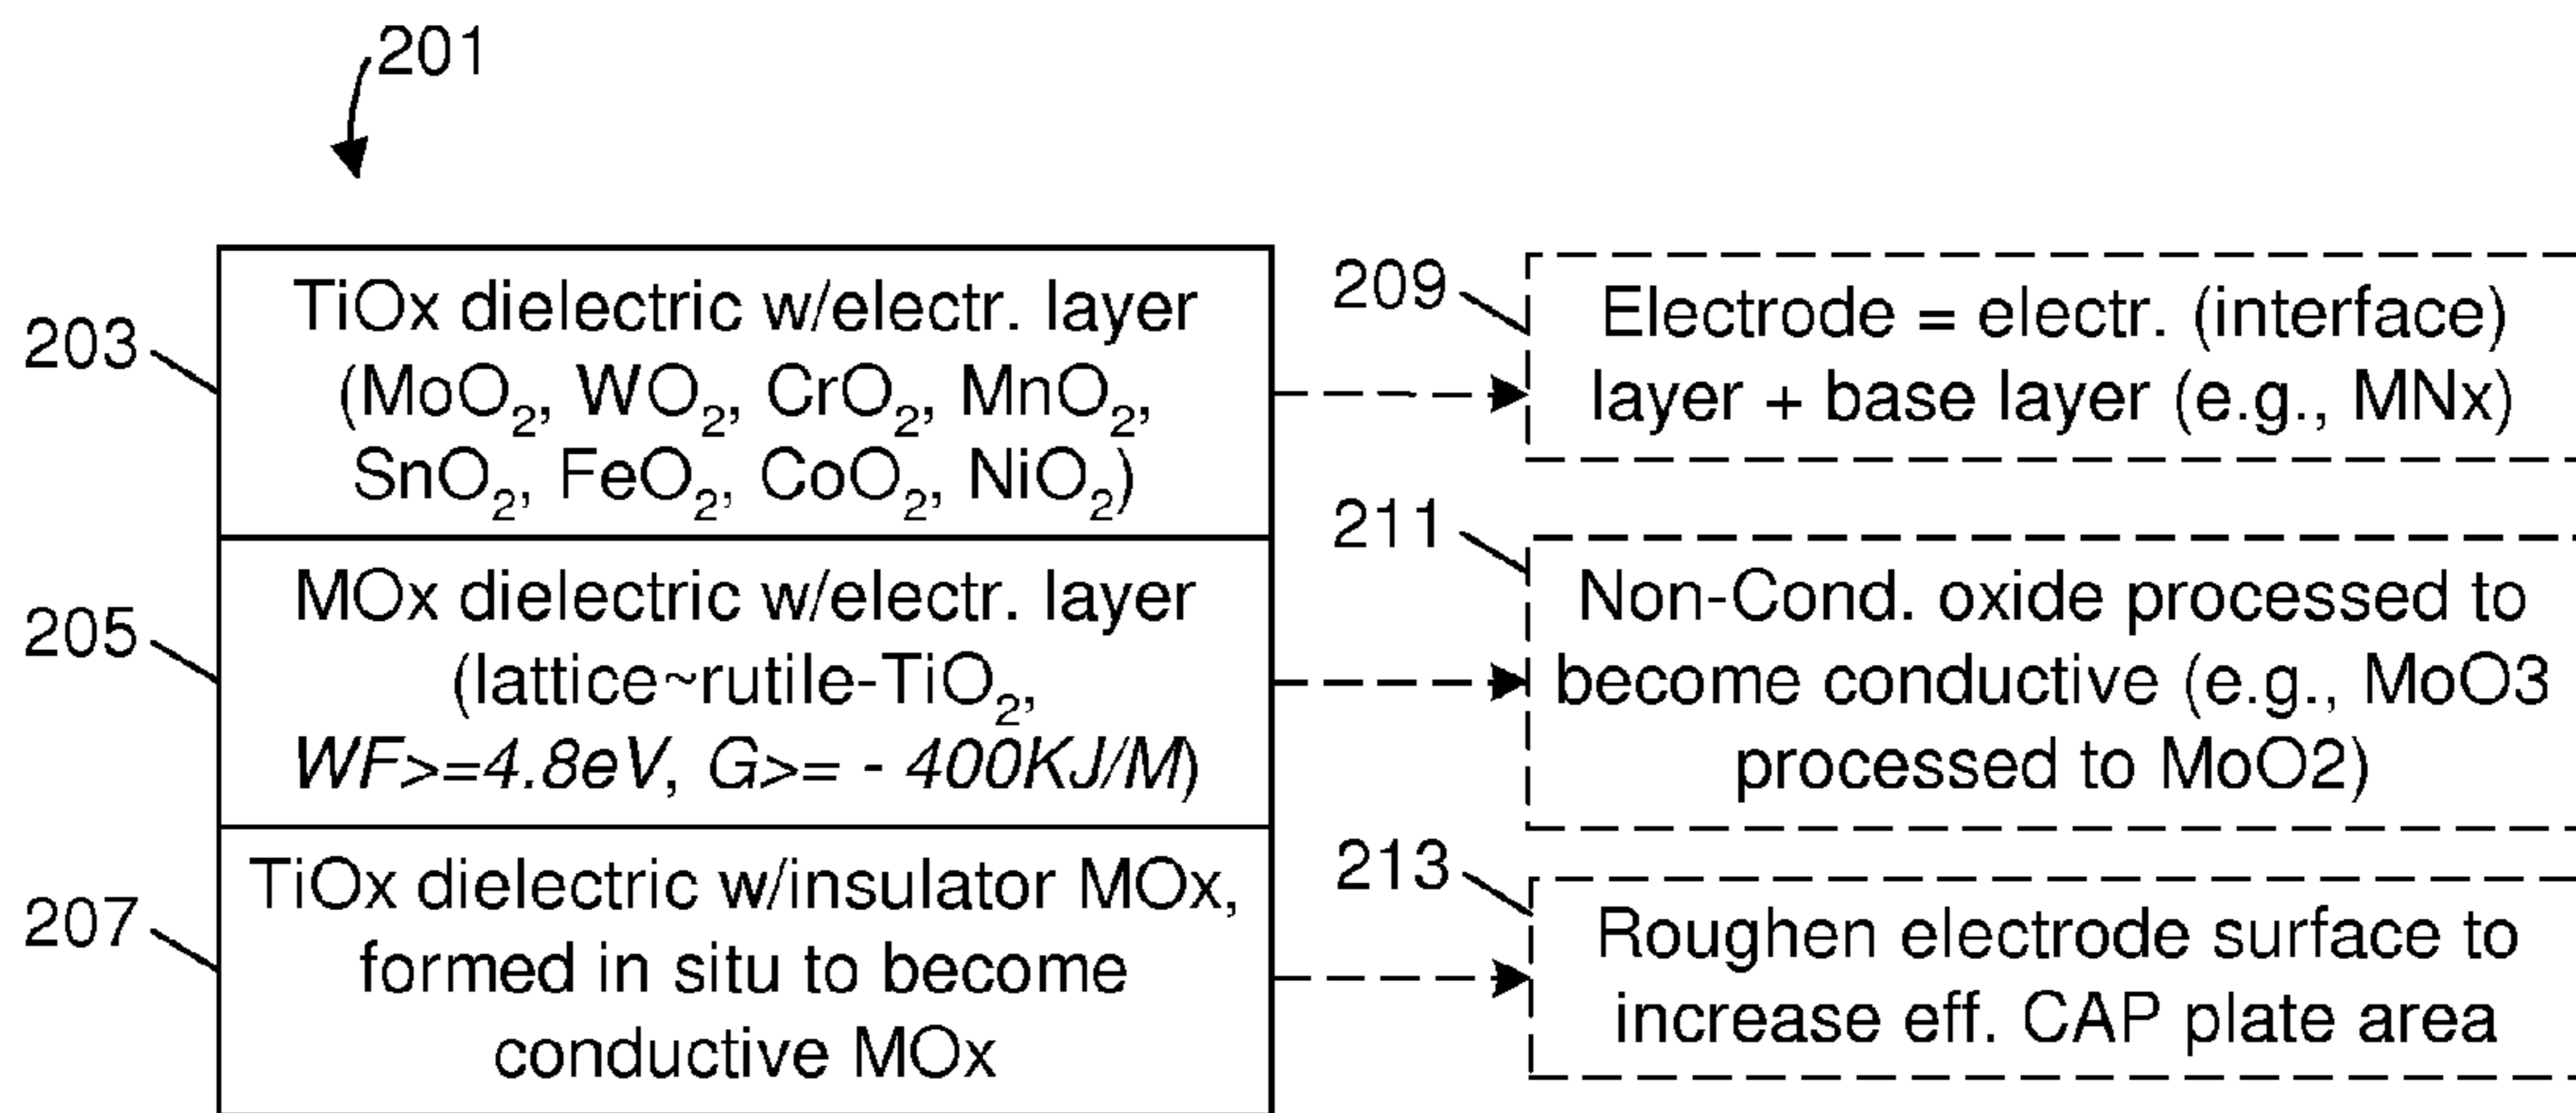 201
203
TiOx dielectric w/electr. layer
(MoO₂, WO₂, CrO₂, MnO₂,
SnO₂, FeO₂, CoO₂, NiO₂)
209
Electrode = electr. (interface)
layer + base layer (e.g., MNx)
205
MOx dielectric w/electr. layer
(lattice~rutile-TiO₂,
WF>=4.8eV, G>= - 400KJ/M)
211
Non-Cond. oxide processed to
become conductive (e.g., MoO3
processed to MoO2)
207
TiOx dielectric w/insulator MOx,
formed in situ to become
conductive MOx
213
Roughen electrode surface to
increase eff. CAP plate area